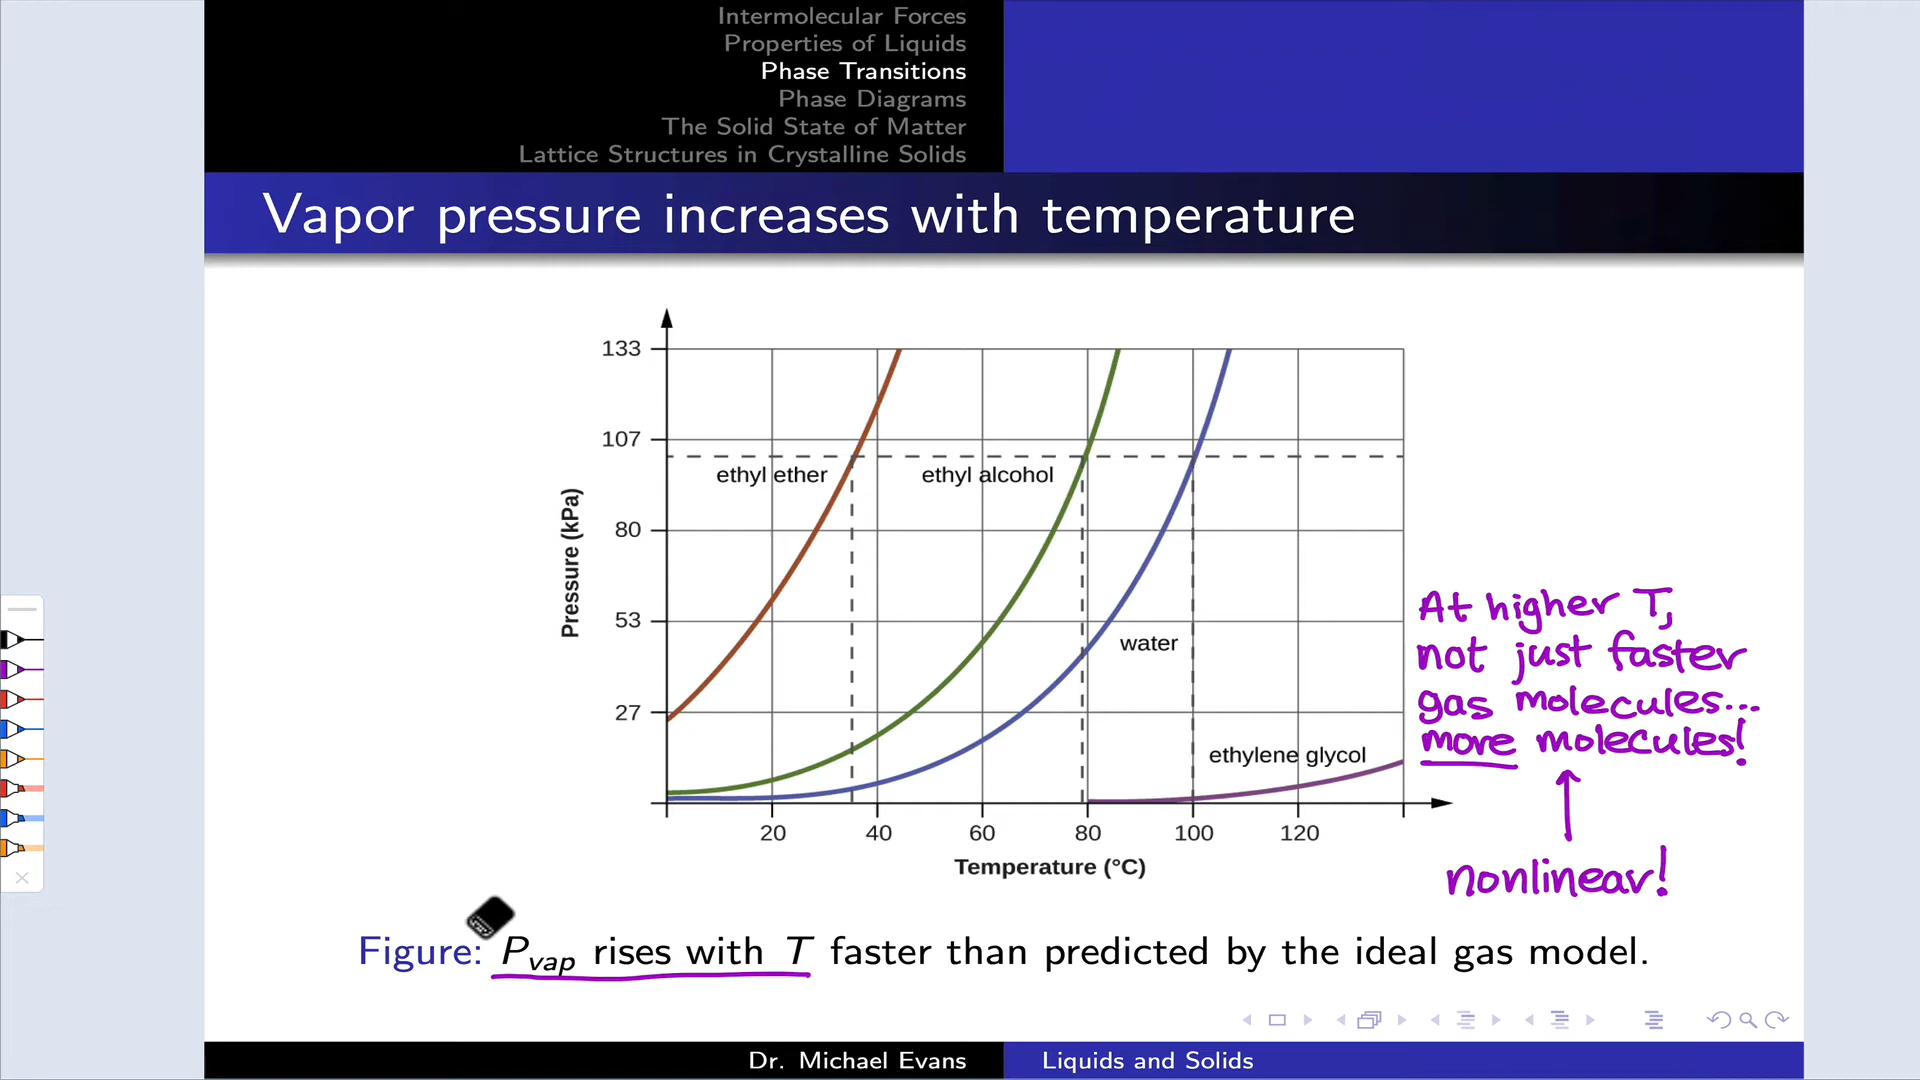 Intermolecular Forces
Properties of Liquids
Phase Transitions
Phase Diagrams
The Solid State of Matter
Lattice Structures in Crystalline Solids
Vapor pressure increases with temperature
133
107
80
53
27
Pressure (kPa)
ethyl ether
ethyl alcohol
water
ethylene glycol
20 40 60 80 100 120
Temperature (°C)
At higher T,
not just faster
gas molecules...
more molecules!
nonlinear!
Figure: Pvap rises with T faster than predicted by the ideal gas model.
Dr. Michael Evans
Liquids and Solids